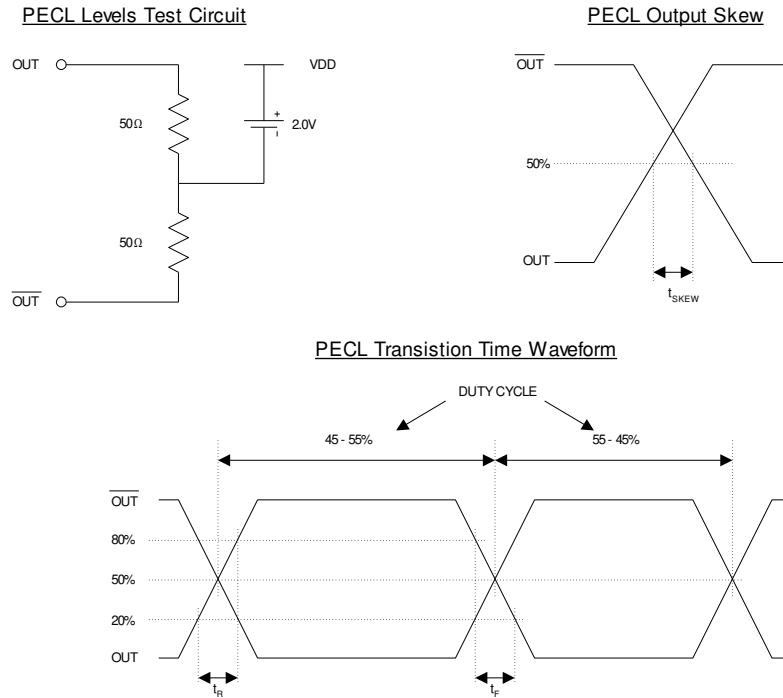 PECL Levels Test Circuit
OUT
VDD
50Ω
+
2.0V
-
50Ω
OUT
PECL Output Skew
OUT
50%
OUT
tSKEW
PECL Transistion Time Waveform
DUTY CYCLE
45 - 55%
55 - 45%
OUT
80%
50%
20%
OUT
tR
tF